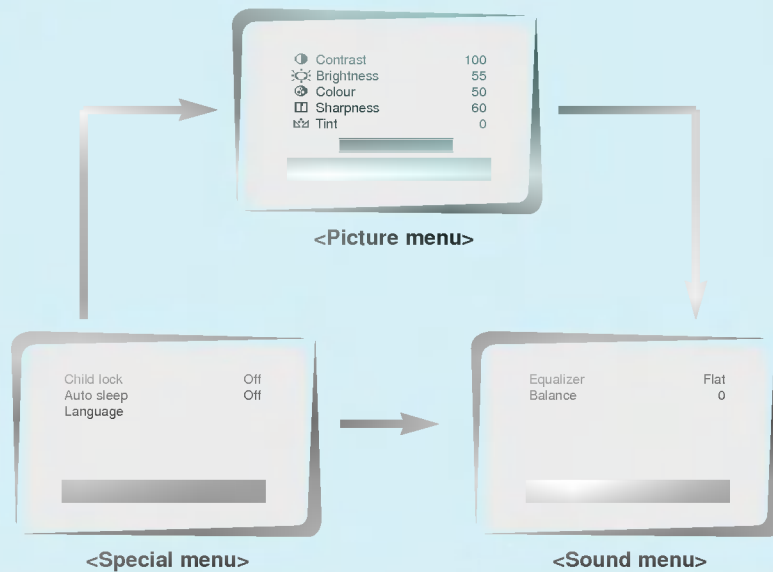 Contrast 100
Brightness 55
Colour 50
Sharpness 60
Tint 0
<Picture menu>
Child lock Off
Auto sleep Off
Language
<Special menu>
Equalizer Flat
Balance 0
<Sound menu>